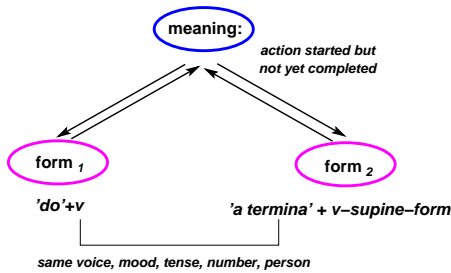 meaning:
action started but
not yet completed
form 1
form 2
'do'+v
'a termina' + v–supine–form
same voice, mood, tense, number, person